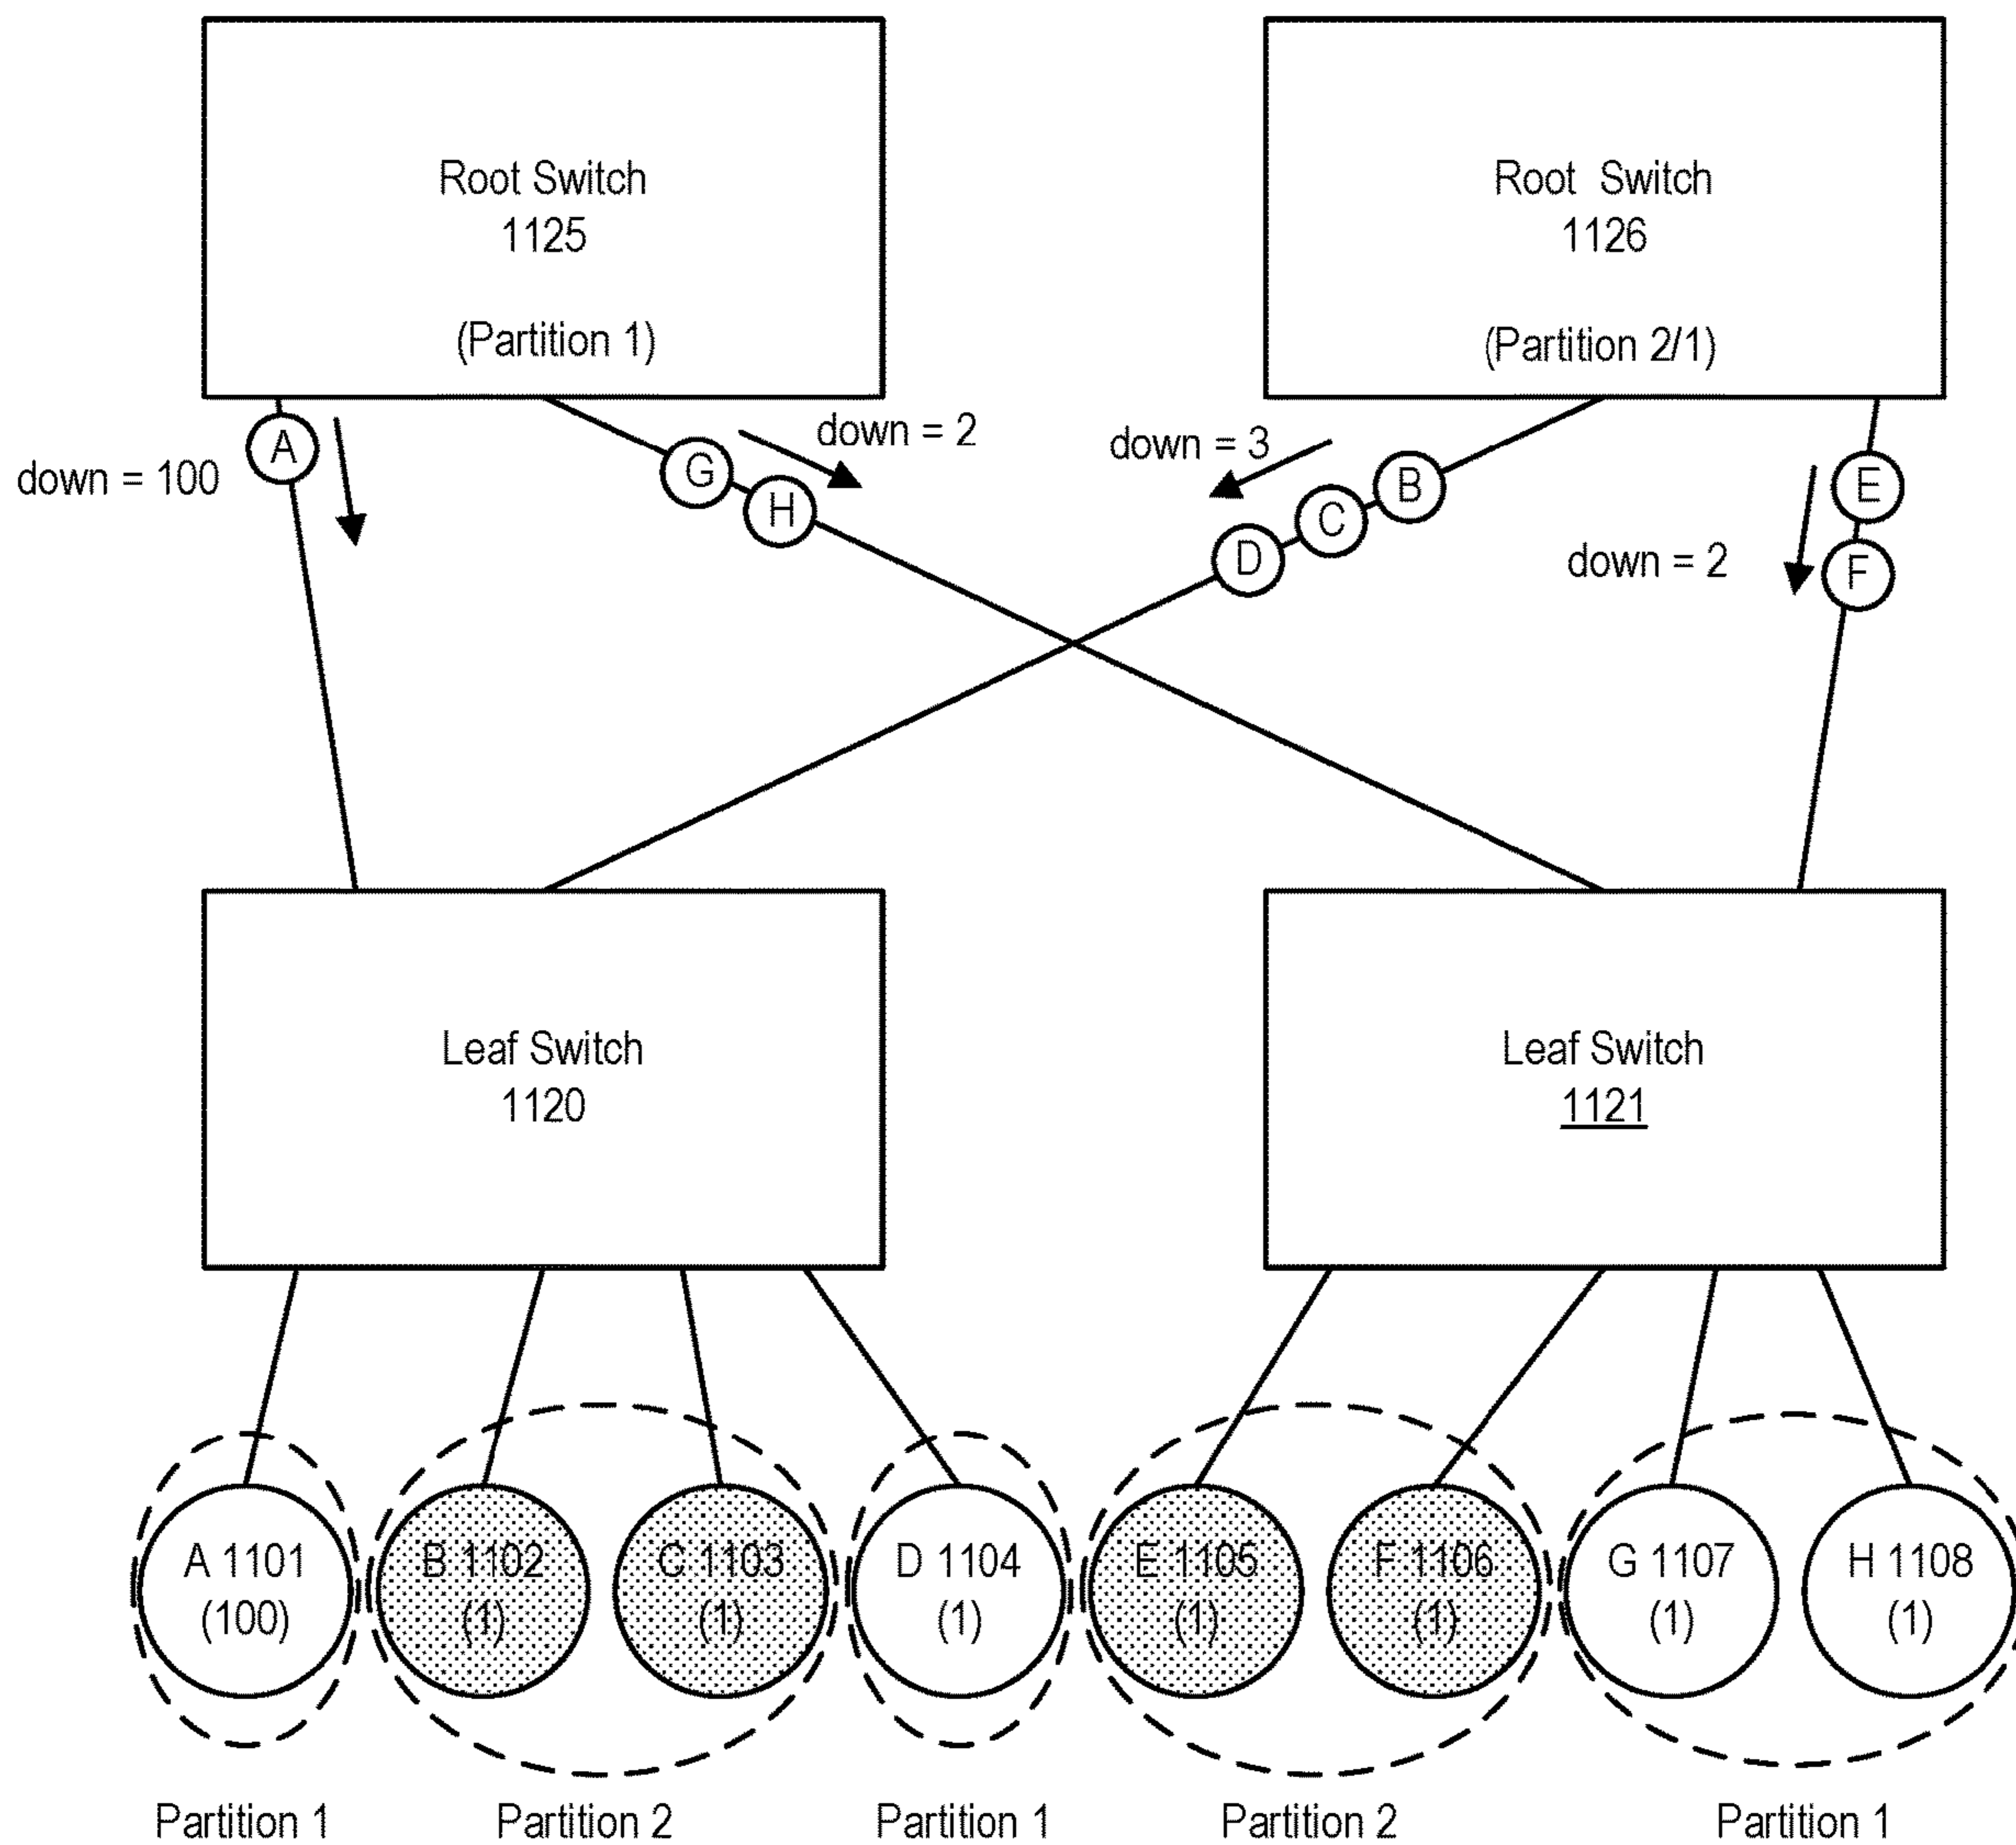 Root Switch
1125
(Partition 1)
Root Switch
1126
(Partition 2/1)
A
down = 100
G
H
down = 2
down = 3
B
C
D
E
F
down = 2
Leaf Switch
1120
Leaf Switch
1121
A 1101
(100)
B 1102
(1)
C 1103
(1)
D 1104
(1)
E 1105
(1)
F 1106
(1)
G 1107
(1)
H 1108
(1)
Partition 1
Partition 2
Partition 1
Partition 2
Partition 1